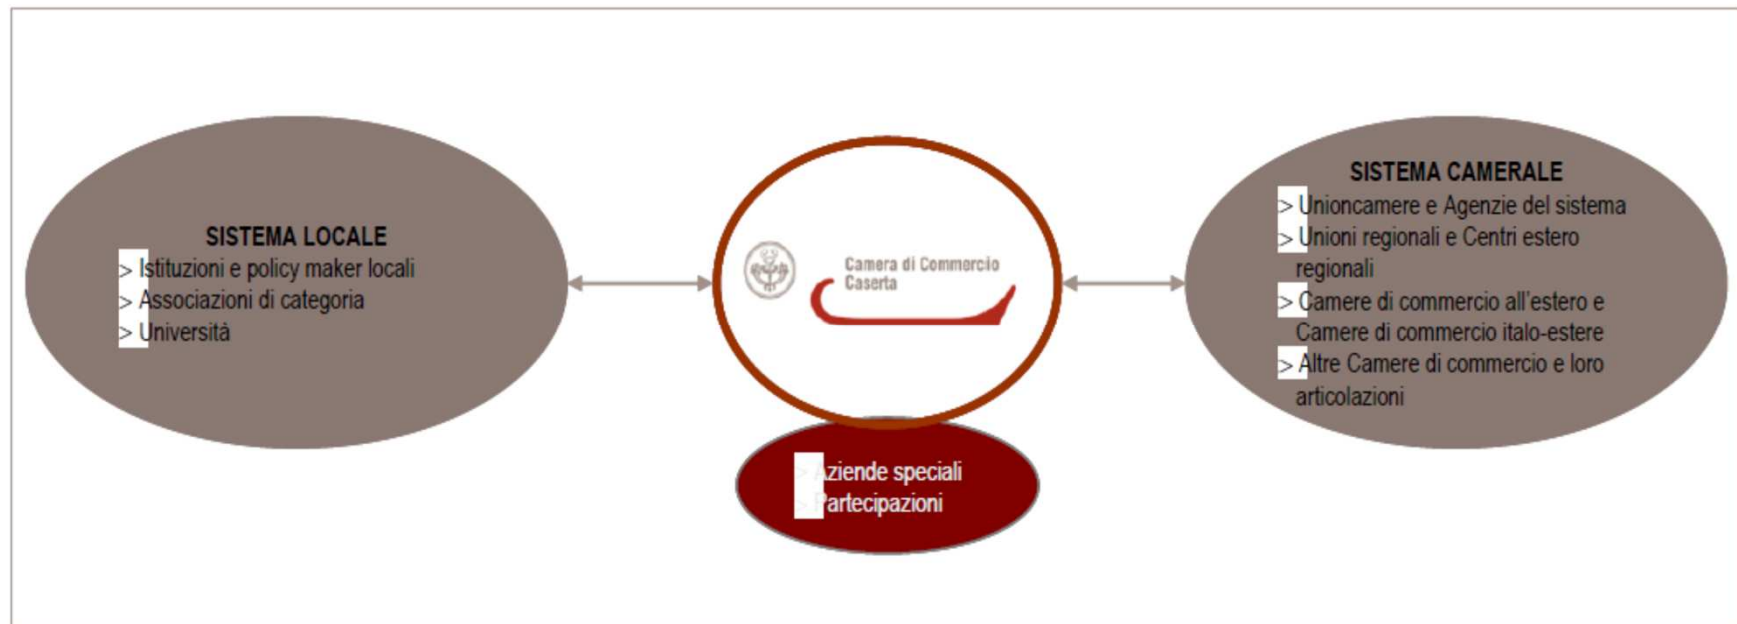 SISTEMA LOCALE
> Istituzioni e policy maker locali
> Associazioni di categoria
> Università
Camera di Commercio
Caserta
> Aziende speciali
> Partecipazioni
SISTEMA CAMERALE
> Unioncamere e Agenzie del sistema
> Unioni regionali e Centri estero
regionali
> Camere di commercio all'estero e
Camere di commercio italo-estere
> Altre Camere di commercio e loro
articolazioni